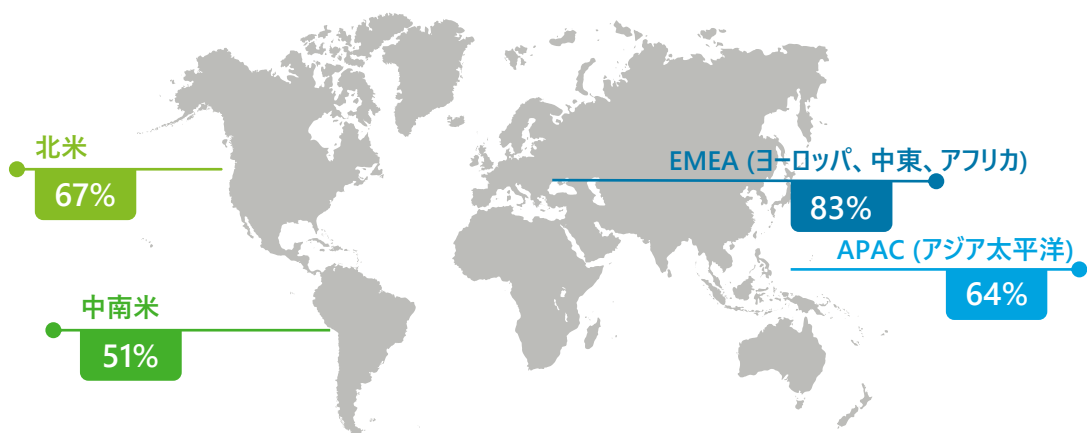 北米
67%
EMEA (ヨーロッパ、中東、アフリカ)
83%
APAC (アジア太平洋)
64%
中南米
51%